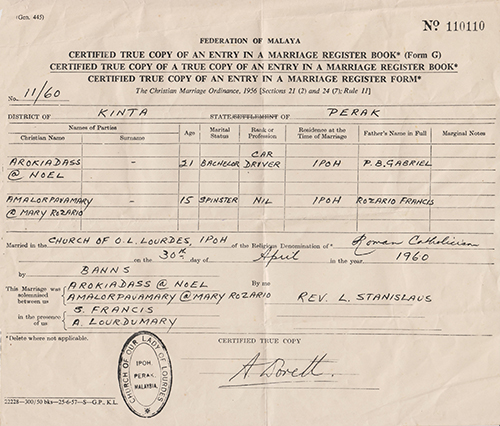 (Gen. 445)
No 110110
FEDERATION OF MALAYA
CERTIFIED TRUE COPY OF AN ENTRY IN A MARRIAGE REGISTER BOOK* (Form G)
CERTIFIED TRUE COPY OF A TRUE COPY OF AN ENTRY IN A MARRIAGE REGISTER BOOK*
CERTIFIED TRUE COPY OF AN ENTRY IN A MARRIAGE REGISTER FORM*
The Christian Marriage Ordinance, 1956 [Sections 21 (2) and 24 (7); Rule 11]
No. 11/60
DISTRICT OF KINTA STATE SETTLEMENT OF PERAK
Names of Parties Age Marital Status Rank or Profession Residence at the Time of Marriage Father's Name in Full Marginal Notes
Christian Name Surname
AROKIADASS @ NOEL - 21 BACHELOR CAR DRIVER IPOH P.B. GABRIEL
AMALORPAVAMARY @ MARY ROZARIO - 15 SPINSTER NIL IPOH ROZARIO FRANCIS
Married in the CHURCH OF O.L. LOURDES, IPOH of the Religious Denomination of* Roman Catholicism
on the 30th day of April in the year 1960
by BANNS
This Marriage was solemnised between us AROKIADASS @ NOEL By me
AMALORPAVAMARY @ MARY ROZARIO REV. L. STANISLAUS
in the presence of us S. FRANCIS
A. LOURDUMARY
*Delete where not applicable.
CERTIFIED TRUE COPY
CHURCH OF OUR LADY OF LOURDES
IPOH
PERAK,
MALAYSIA.
22228—300/50 bks—25-6-57—S—G.P., K.L.